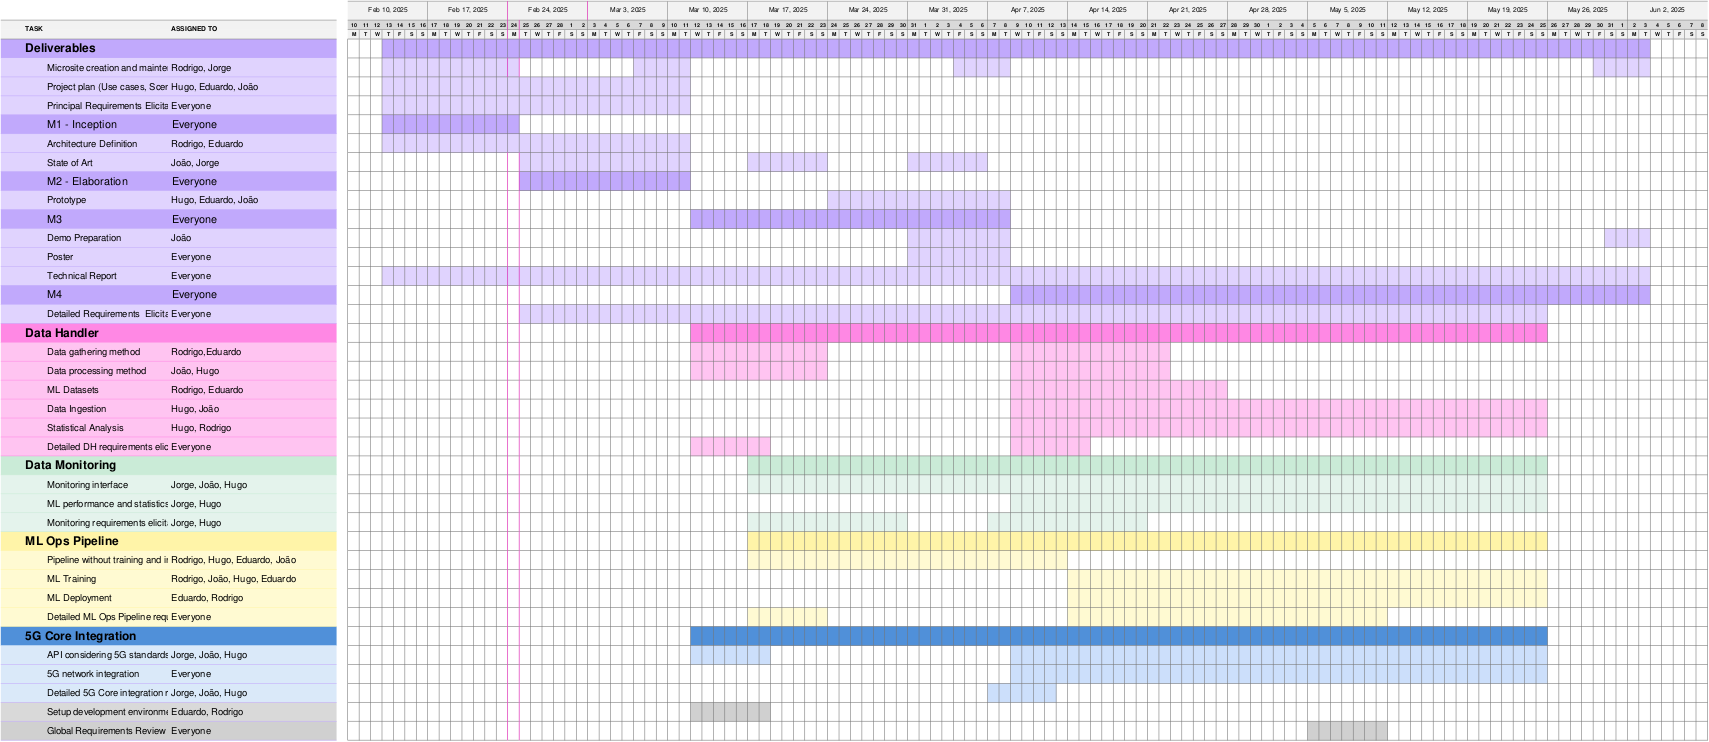 Feb 10, 2025 Feb 17, 2025 Feb 24, 2025 Mar 3, 2025 Mar 10, 2025 Mar 17, 2025 Mar 24, 2025 Mar 31, 2025 Apr 7, 2025 Apr 14, 2025 Apr 21, 2025 Apr 28, 2025 May 5, 2025 May 12, 2025 May 19, 2025 May 26, 2025 Jun 2, 2025
10 11 12 13 14 15 16 17 18 19 20 21 22 23 24 25 26 27 28 1 2 3 4 5 6 7 8 9 10 11 12 13 14 15 16 17 18 19 20 21 22 23 24 25 26 27 28 29 30 31 1 2 3 4 5 6 7 8 9 10 11 12 13 14 15 16 17 18 19 20 21 22 23 24 25 26 27 28 29 30 1 2 3 4 5 6 7 8 9 10 11 12 13 14 15 16 17 18 19 20 21 22 23 24 25 26 27 28 29 30 31 1 2 3 4 5 6 7 8
TASK ASSIGNED TO
M T W T F S S M T W T F S S M T W T F S S M T W T F S S M T W T F S S M T W T F S S M T W T F S S M T W T F S S M T W T F S S M T W T F S S M T W T F S S M T W T F S S M T W T F S S M T W T F S S M T W T F S S M T W T F S S M T W T F S S
Deliverables
Microsite creation and mainte Rodrigo, Jorge
Project plan (Use cases, Scer Hugo, Eduardo, João
Principal Requirements Elicita Everyone
M1 - Inception Everyone
Architecture Definition Rodrigo, Eduardo
State of Art João, Jorge
M2 - Elaboration Everyone
Prototype Hugo, Eduardo, João
M3 Everyone
Demo Preparation João
Poster Everyone
Technical Report Everyone
M4 Everyone
Detailed Requirements Elicita Everyone
Data Handler
Data gathering method Rodrigo,Eduardo
Data processing method João, Hugo
ML Datasets Rodrigo, Eduardo
Data Ingestion Hugo, João
Statistical Analysis Hugo, Rodrigo
Detailed DH requirements elic Everyone
Data Monitoring
Monitoring interface Jorge, João, Hugo
ML performance and statistics Jorge, Hugo
Monitoring requirements elicit Jorge, Hugo
ML Ops Pipeline
Pipeline without training and ir Rodrigo, Hugo, Eduardo, João
ML Training Rodrigo, João, Hugo, Eduardo
ML Deployment Eduardo, Rodrigo
Detailed ML Ops Pipeline requ Everyone
5G Core Integration
API considering 5G standards Jorge, João, Hugo
5G network integration Everyone
Detailed 5G Core integration r Jorge, João, Hugo
Setup development environme Eduardo, Rodrigo
Global Requirements Review Everyone